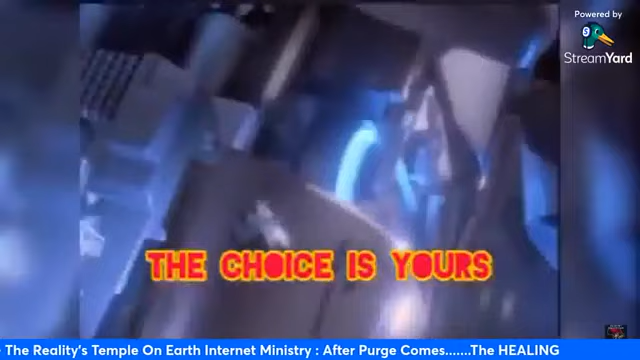 Powered by
StreamYard
THE CHOICE IS YOURS
The Reality's Temple On Earth Internet Ministry : After Purge Comes.......The HEALING